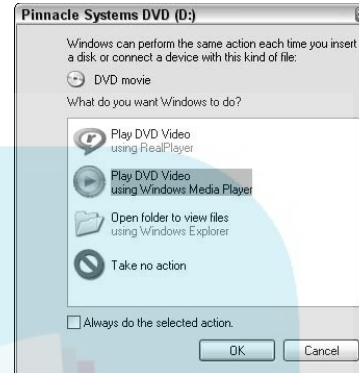 Pinnacle Systems DVD (D:)
Windows can perform the same action each time you insert
a disk or connect a device with this kind of file:
DVD movie
What do you want Windows to do?
Play DVD Video
using RealPlayer
Play DVD Video
using Windows Media Player
Open folder to view files
using Windows Explorer
Take no action
Always do the selected action.
OK
Cancel